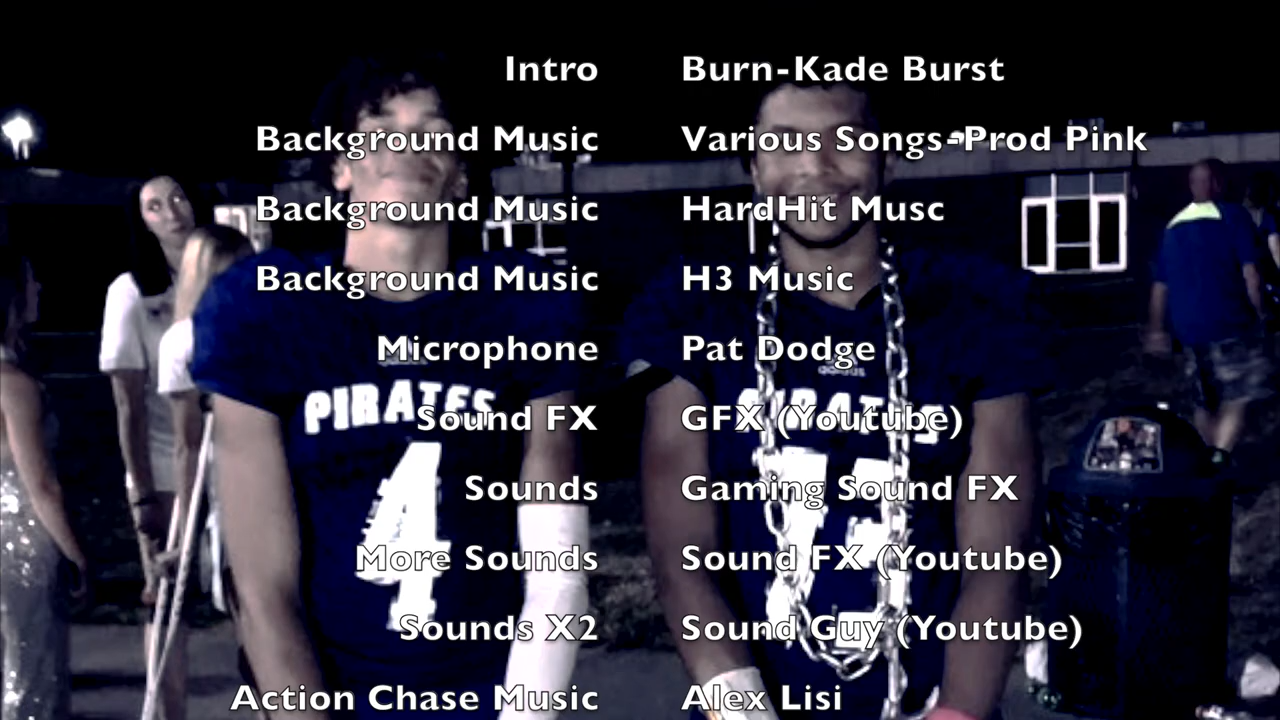 Intro Burn-Kade Burst
Background Music Various Songs-Prod Pink
Background Music HardHit Musc
Background Music H3 Music
Microphone Pat Dodge
adidas
PIRATES PIRATES
Sound FX GFX (Youtube)
Sounds Gaming Sound FX
4
More Sounds Sound FX (Youtube)
Sounds X2 Sound Guy (Youtube)
Action Chase Music Alex Lisi